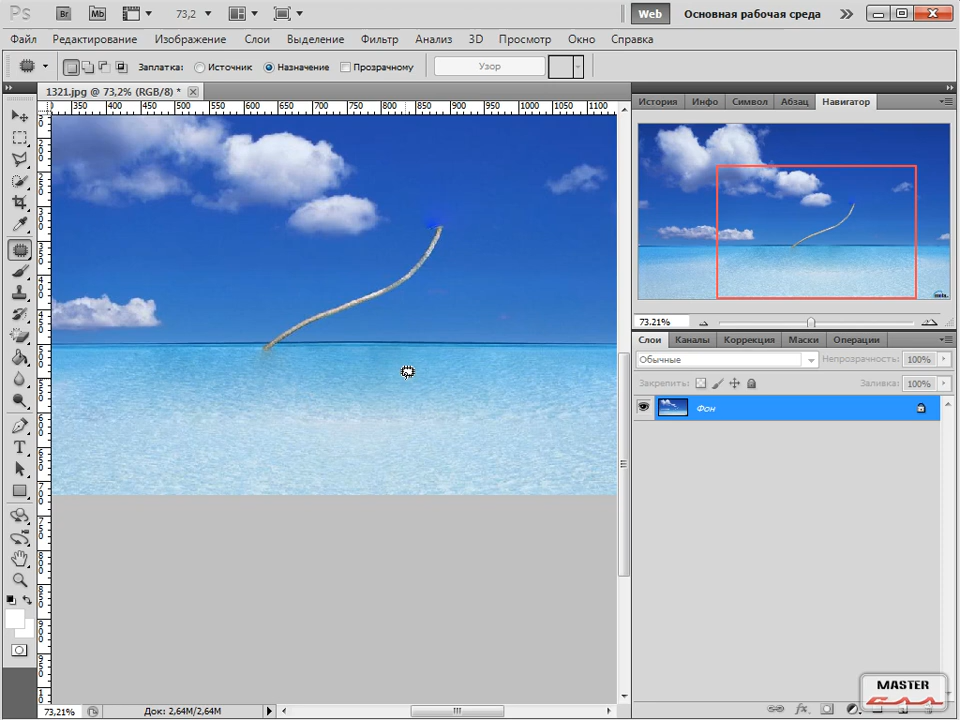 Ps Br Mb 73,2 Web Основная рабочая среда
Файл Редактирование Изображение Слои Выделение Фильтр Анализ 3D Просмотр Окно Справка
Заплатка: Источник Назначение Прозрачному Узор
1321.jpg @ 73,2% (RGB/8) *
350 400 450 500 550 600 650 700 750 800 850 900 950 1000 1050 1100
История Инфо Символ Абзац Навигатор
73.21%
Слои Каналы Коррекция Маски Операции
Обычные Непрозрачность: 100%
Закрепить: Заливка: 100%
Фон
T
fx
MASTER
73,21% Док: 2,64M/2,64M